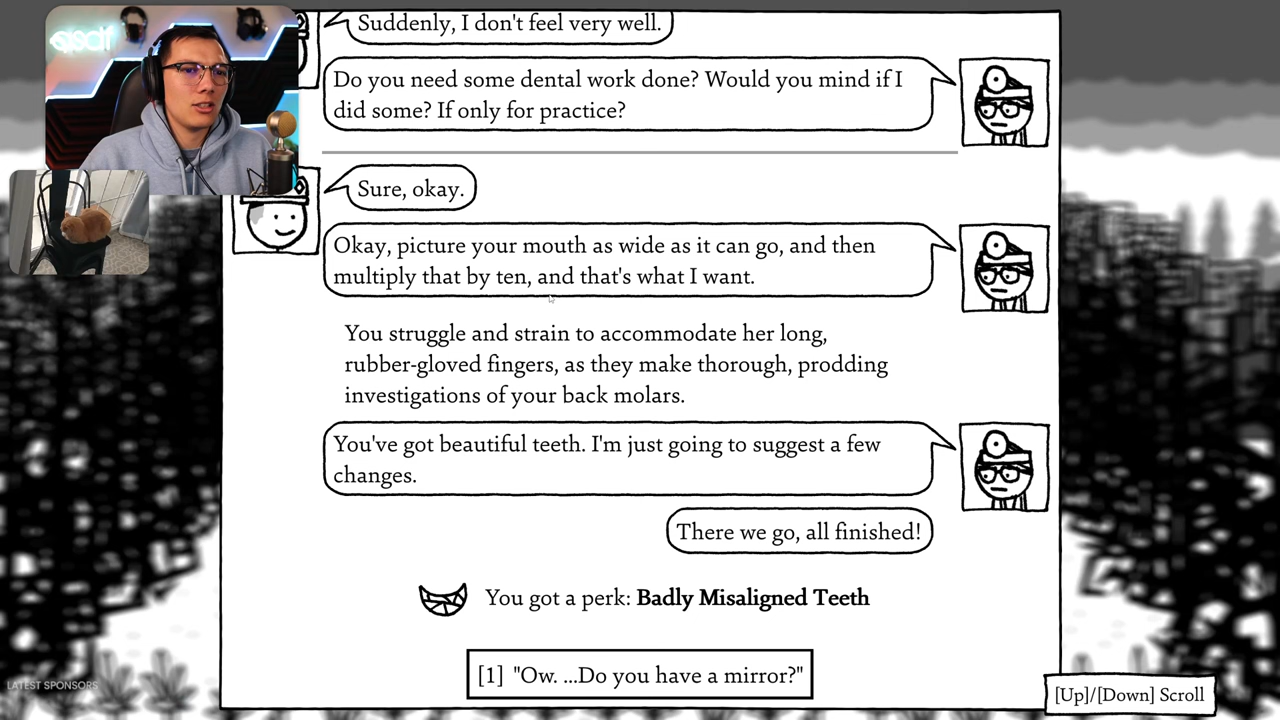 Suddenly, I don't feel very well.
Do you need some dental work done? Would you mind if I
did some? If only for practice?
Sure, okay.
Okay, picture your mouth as wide as it can go, and then
multiply that by ten, and that's what I want.
You struggle and strain to accommodate her long,
rubber-gloved fingers, as they make thorough, prodding
investigations of your back molars.
You've got beautiful teeth. I'm just going to suggest a few
changes.
There we go, all finished!
You got a perk: Badly Misaligned Teeth
[1] "Ow. ...Do you have a mirror?"
LATEST SPONSORS
[Up]/[Down] Scroll